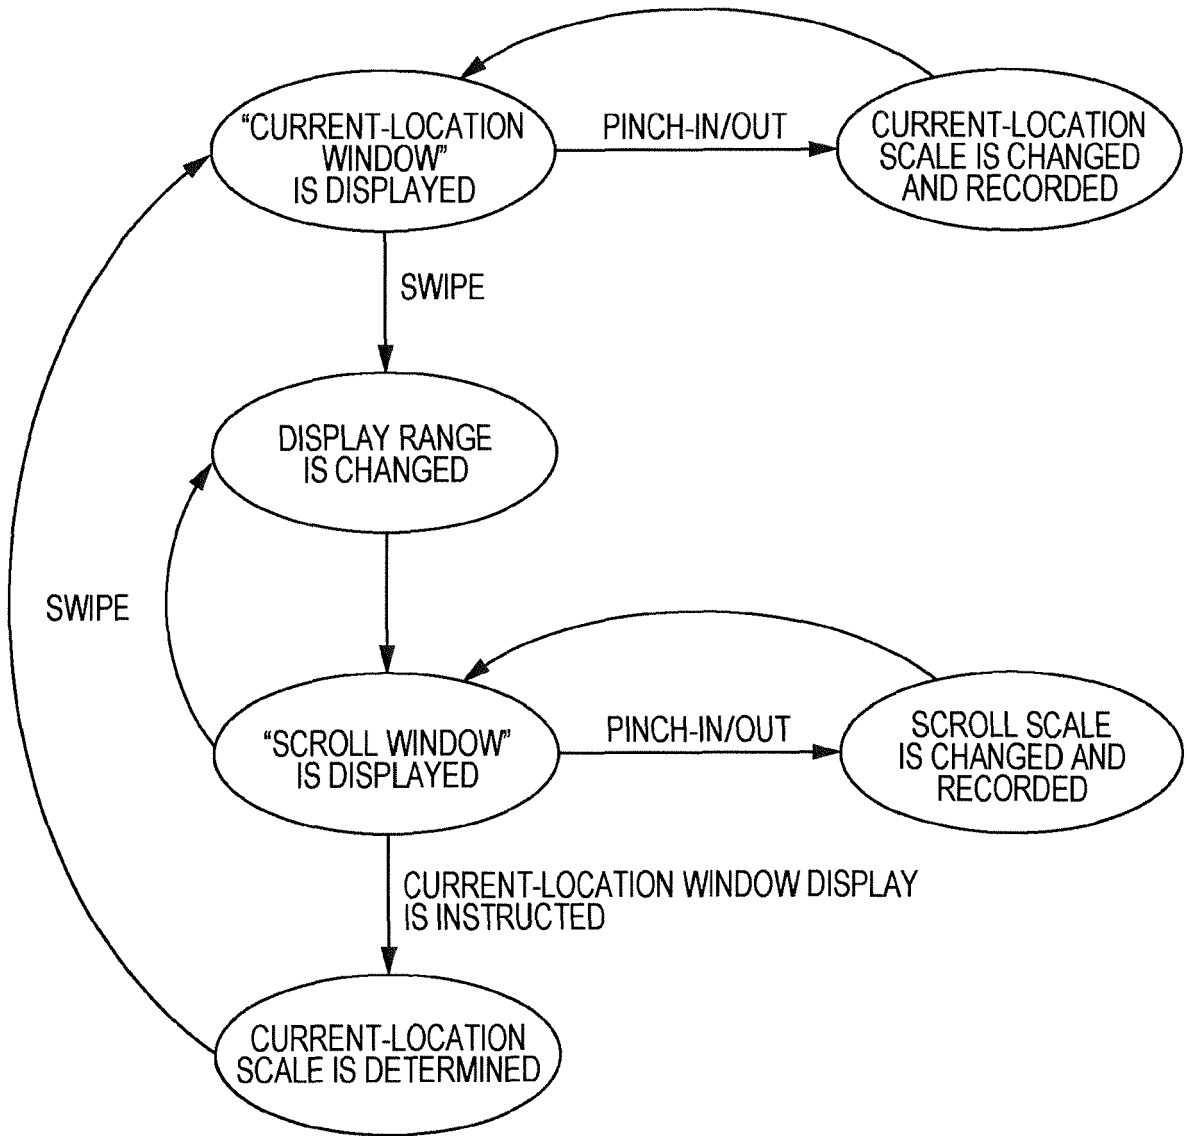 “CURRENT-LOCATION
WINDOW”
IS DISPLAYED
PINCH-IN/OUT
CURRENT-LOCATION
SCALE IS CHANGED
AND RECORDED
SWIPE
DISPLAY RANGE
IS CHANGED
SWIPE
“SCROLL WINDOW”
IS DISPLAYED
PINCH-IN/OUT
SCROLL SCALE
IS CHANGED AND
RECORDED
CURRENT-LOCATION WINDOW DISPLAY
IS INSTRUCTED
CURRENT-LOCATION
SCALE IS DETERMINED